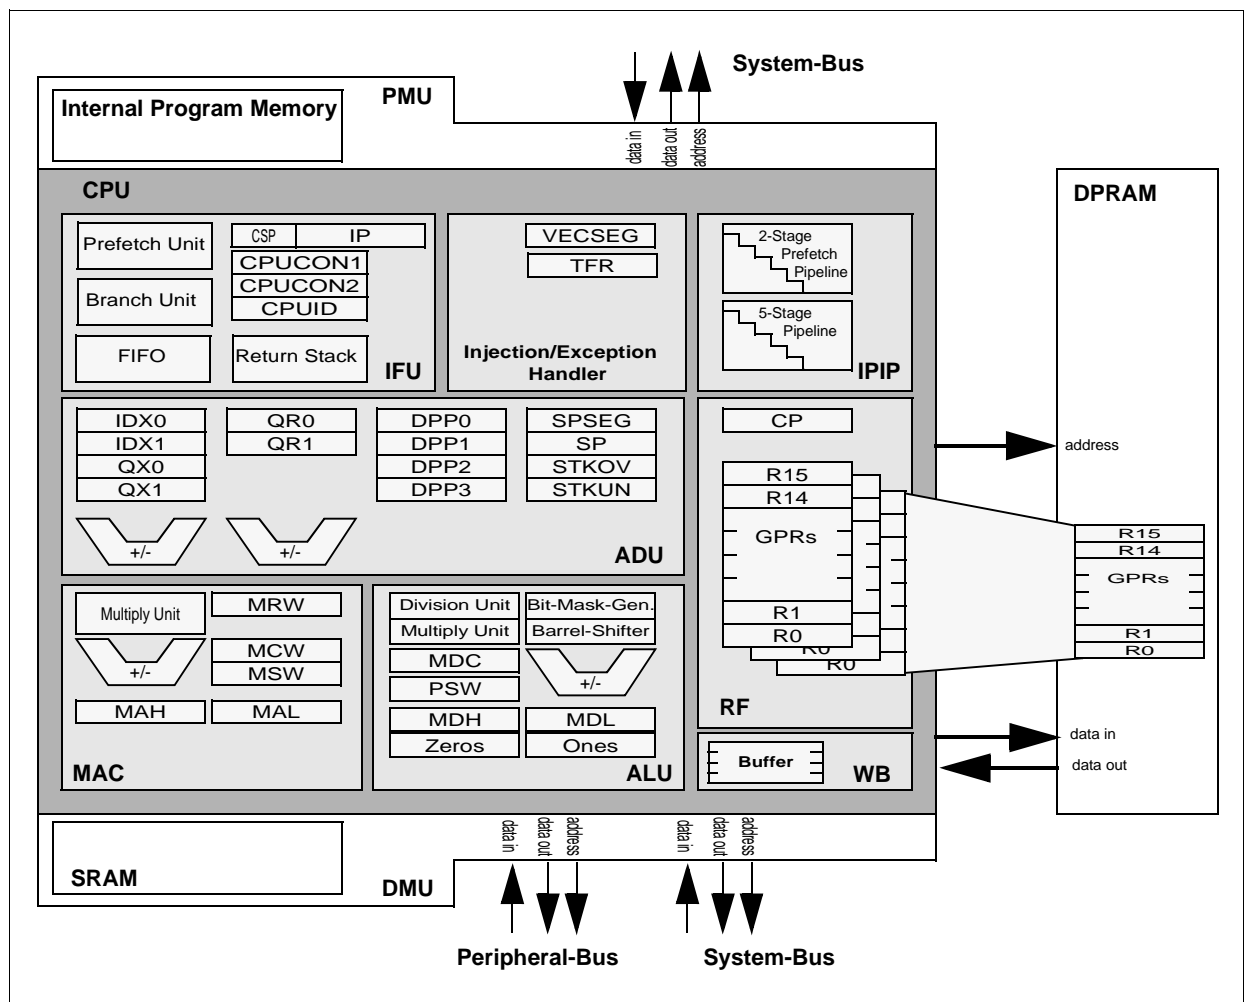 System-Bus
PMU
Internal Program Memory
data in
data out
address
CPU
DPRAM
Prefetch Unit
CSP
IP
CPUCON1
CPUCON2
CPUID
Branch Unit
FIFO
Return Stack
IFU
VECSEG
TFR
Injection/Exception
Handler
2-Stage
Prefetch
Pipeline
5-Stage
Pipeline
IPIP
IDX0
IDX1
QX0
QX1
QR0
QR1
DPP0
DPP1
DPP2
DPP3
SPSEG
SP
STKOV
STKUN
+/-
+/-
ADU
CP
R15
R14
GPRs
R1
R0
R0
R0
RF
address
R15
R14
GPRs
R1
R0
Multiply Unit
MRW
+/-
MCW
MSW
MAH
MAL
MAC
Division Unit
Bit-Mask-Gen.
Multiply Unit
Barrel-Shifter
MDC
PSW
+/-
MDH
MDL
Zeros
Ones
ALU
Buffer
WB
data in
data out
SRAM
DMU
data in
data out
address
data in
data out
address
Peripheral-Bus
System-Bus